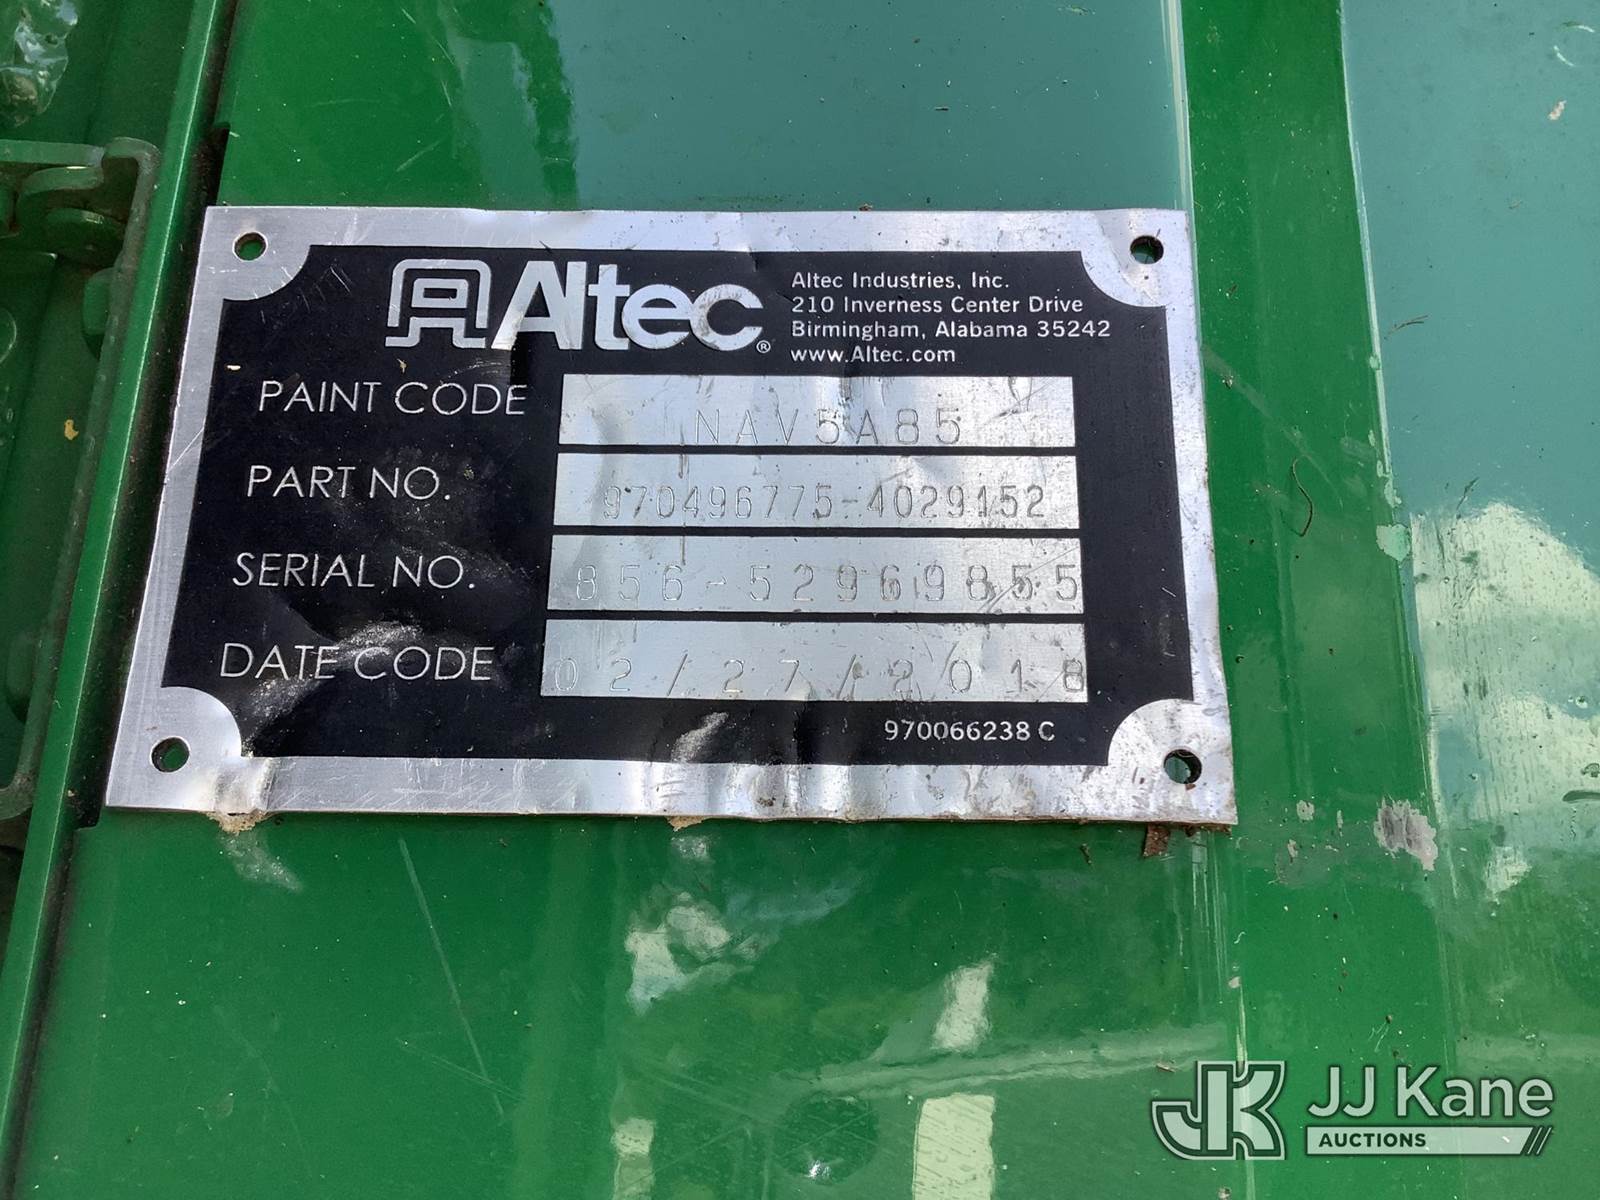 Altec®
Altec Industries, Inc.
210 Inverness Center Drive
Birmingham, Alabama 35242
www.Altec.com
PAINT CODE NAV5A85
PART NO. 970496775-4029152
SERIAL NO. 856-52969855
DATE CODE 02/27/2018
970066238 C
JK JJ Kane
AUCTIONS